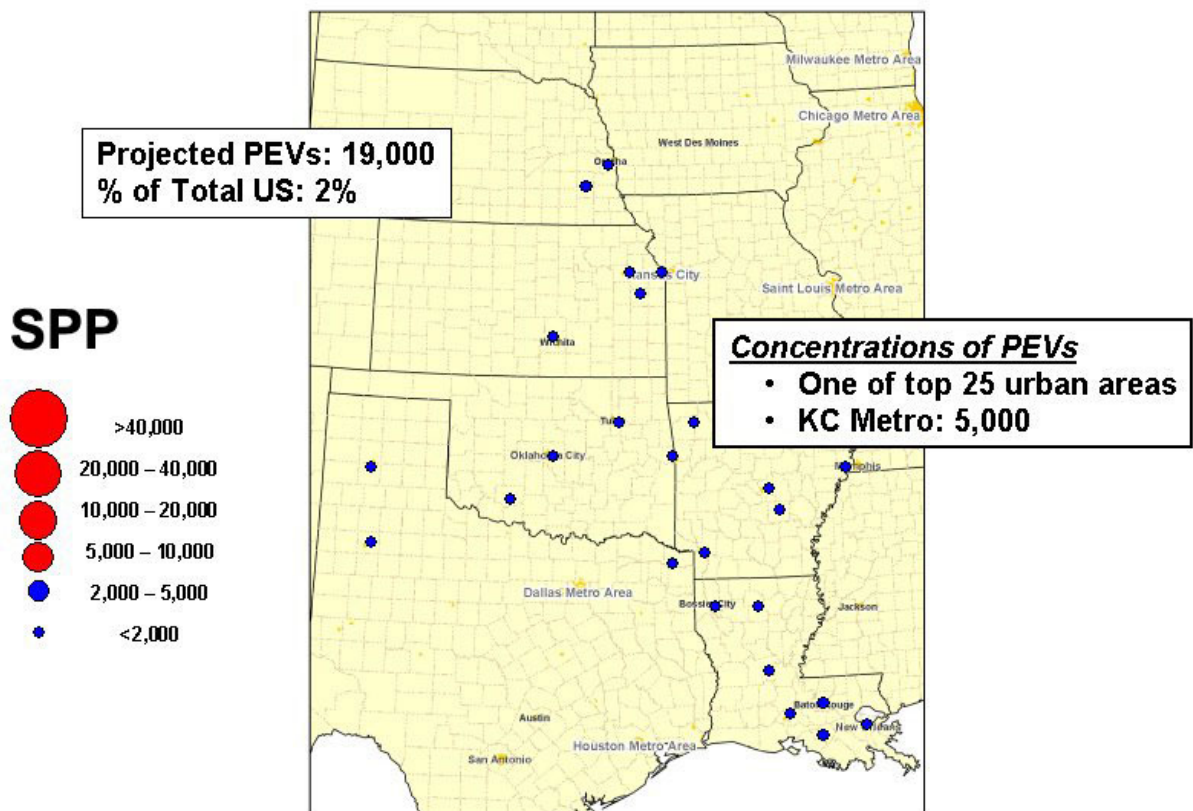 Milwaukee Metro Area
Chicago Metro Area
West Des Moines
Projected PEVs: 19,000
% of Total US: 2%
Kansas City
Saint Louis Metro Area
SPP
Concentrations of PEVs
• One of top 25 urban areas
• KC Metro: 5,000
Wichita
>40,000
20,000 – 40,000
10,000 – 20,000
5,000 – 10,000
2,000 – 5,000
<2,000
Oklahoma City
Memphis
Dallas Metro Area
Bossier City
Jackson
Baton Rouge
New Orleans
Austin
Houston Metro Area
San Antonio